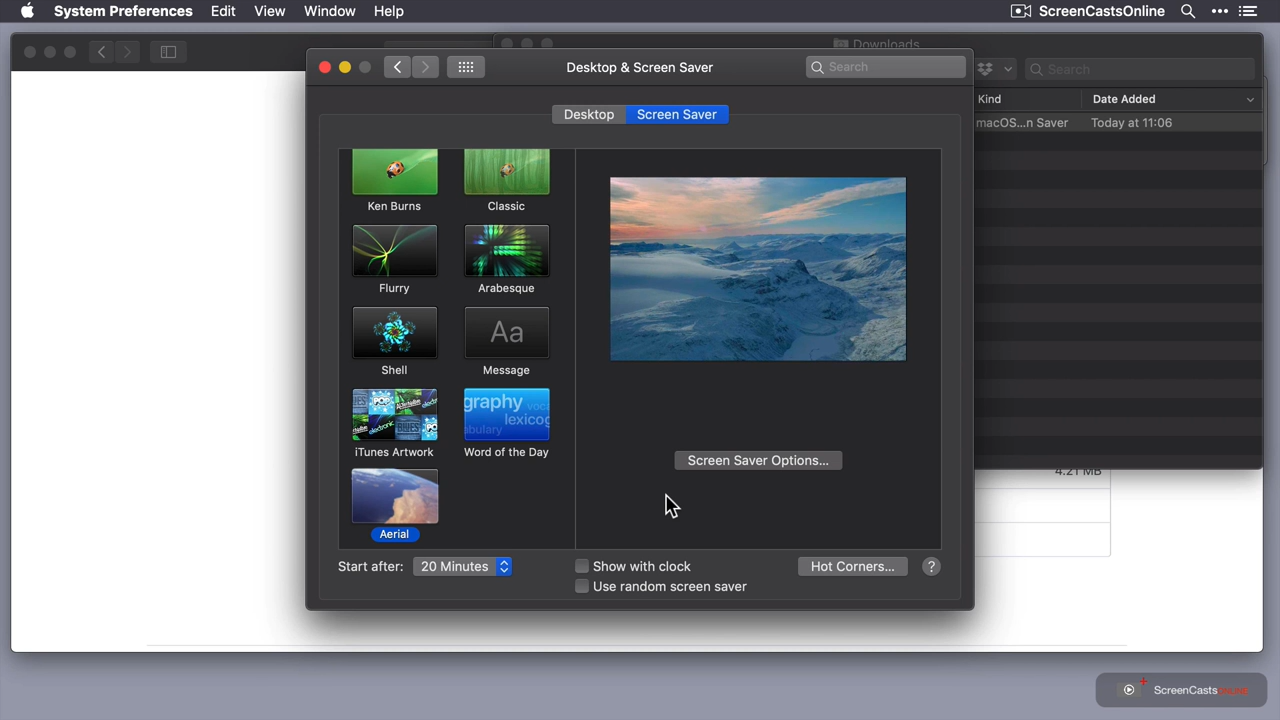 System Preferences Edit View Window Help ScreenCastsOnline
Downloads
Desktop & Screen Saver Search
Search
Kind Date Added
Desktop Screen Saver
macOS...n Saver Today at 11:06
Ken Burns Classic
Flurry Arabesque
Aa
Shell Message
iTunes Artwork Word of the Day
Screen Saver Options...
4.21 MB
Aerial
Start after: 20 Minutes Show with clock Hot Corners... ?
Use random screen saver
ScreenCastsONLINE